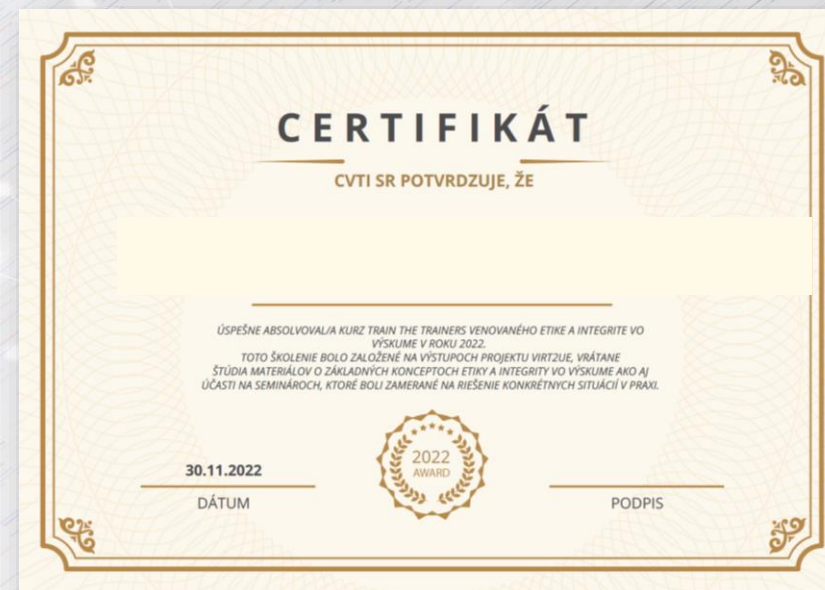 CERTIFIKÁT
CVTI SR POTVRDZUJE, ŽE
ÚSPEŠNE ABSOLVOVAL/A KURZ TRAIN THE TRAINERS VENOVANÉHO ETIKE A INTEGRITE VO
VÝSKUME V ROKU 2022.
TOTO ŠKOLENIE BOLO ZALOŽENÉ NA VÝSTUPOCH PROJEKTU VIRT2UE, VRÁTANE
ŠTÚDIA MATERIÁLOV O ZÁKLADNÝCH KONCEPTOCH ETIKY A INTEGRITY VO VÝSKUME AKO AJ
ÚČASTI NA SEMINÁROCH, KTORÉ BOLI ZAMERANÉ NA RIEŠENIE KONKRÉTNYCH SITUÁCIÍ V PRAXI.
30.11.2022
DÁTUM
2022
AWARD
PODPIS